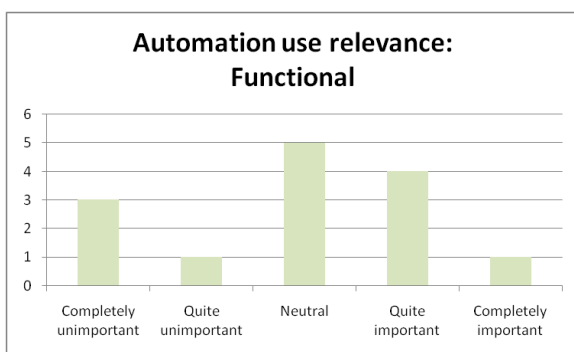 Automation use relevance:
Functional
6
5
4
3
2
1
0
Completely
unimportant
Quite
unimportant
Neutral
Quite
important
Completely
important